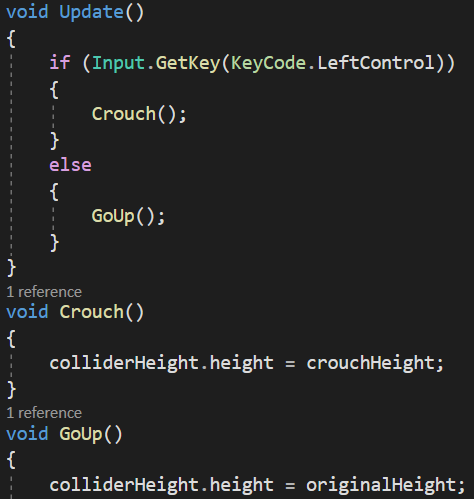 void Update()
{
if (Input.GetKey(KeyCode.LeftControl))
{
Crouch();
}
else
{
GoUp();
}
}
1 reference
void Crouch()
{
colliderHeight.height = crouchHeight;
}
1 reference
void GoUp()
{
colliderHeight.height = originalHeight;